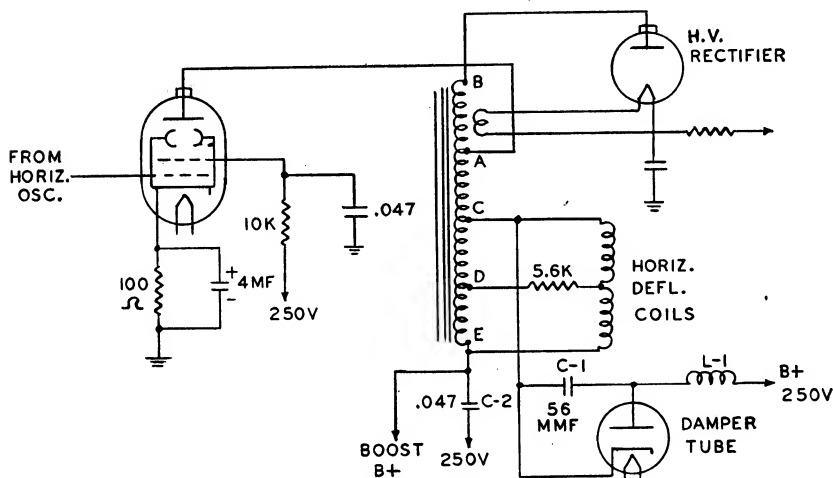 H.V.
RECTIFIER
B
A
FROM
HORIZ.
OSC.
10K
.047
C
100
Ω
+
4MF
-
250V
D
5.6K
HORIZ.
DEFL.
COILS
E
L-1
C-1
B+
250V
.047
C-2
56
MMF
DAMPER
TUBE
BOOST
B+
250V